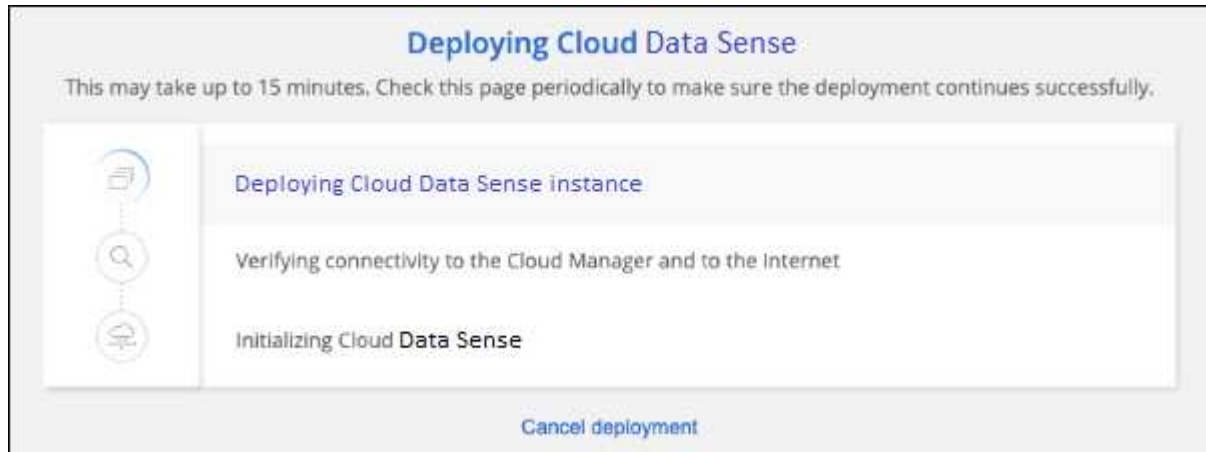 Deploying Cloud Data Sense
This may take up to 15 minutes. Check this page periodically to make sure the deployment continues successfully.
Deploying Cloud Data Sense instance
Verifying connectivity to the Cloud Manager and to the Internet
Initializing Cloud Data Sense
Cancel deployment